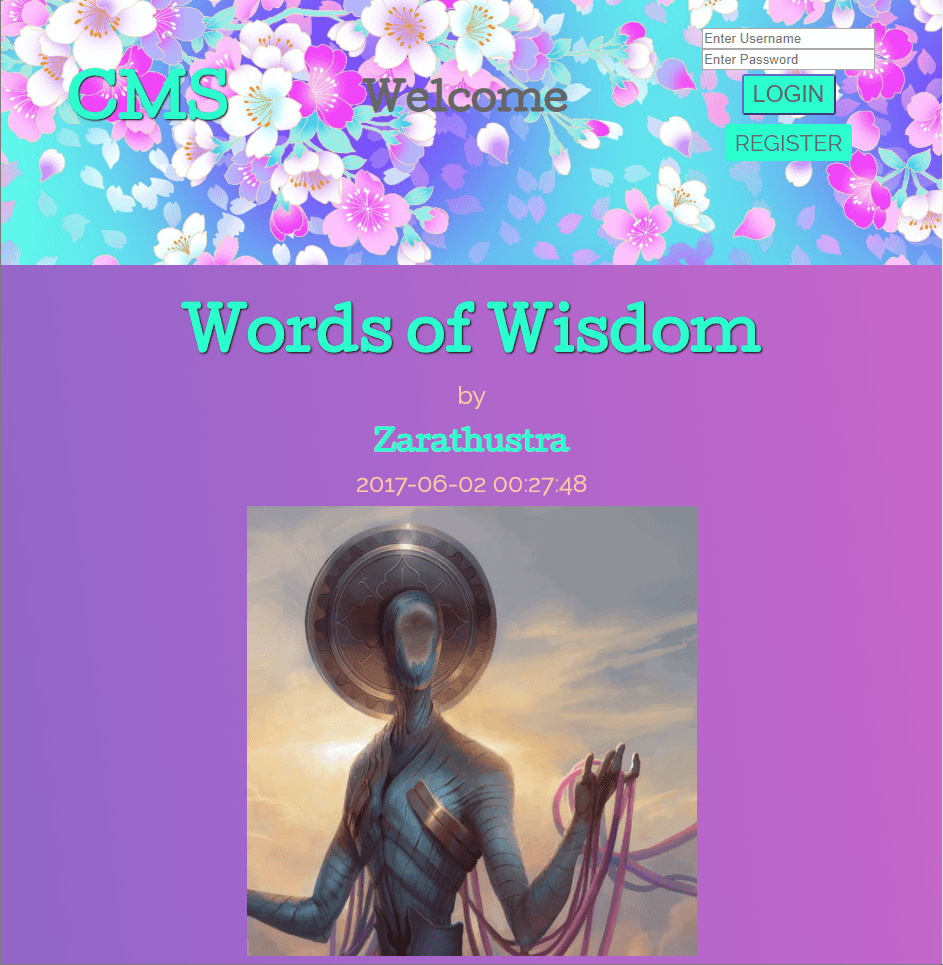 CMS
Welcome
Enter Username
Enter Password
LOGIN
REGISTER
Words of Wisdom
by
Zarathustra
2017-06-02 00:27:48